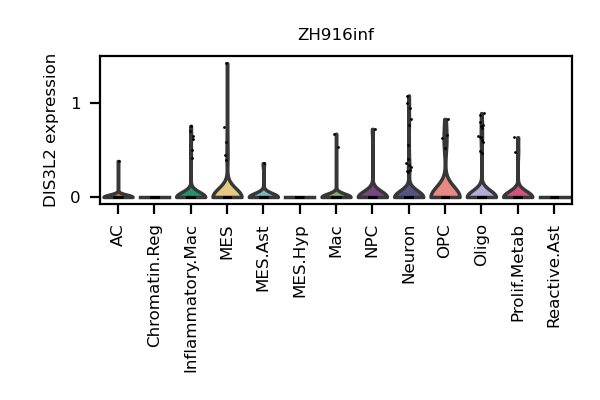 ZH916inf
DIS3L2 expression
1
0
AC
Chromatin.Reg
Inflammatory.Mac
MES
MES.Ast
MES.Hyp
Mac
NPC
Neuron
OPC
Oligo
Prolif.Metab
Reactive.Ast